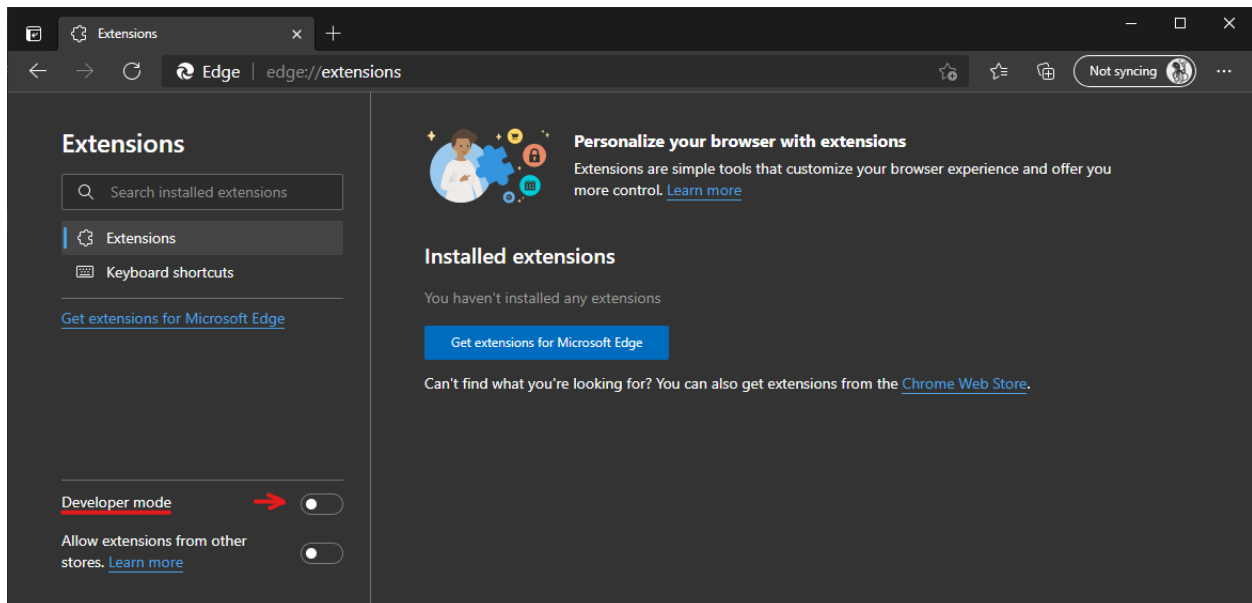 Extensions
Edge edge://extensions
Not syncing
Extensions
Search installed extensions
Extensions
Keyboard shortcuts
Get extensions for Microsoft Edge
Developer mode
Allow extensions from other
stores. Learn more
Personalize your browser with extensions
Extensions are simple tools that customize your browser experience and offer you
more control. Learn more
Installed extensions
You haven't installed any extensions
Get extensions for Microsoft Edge
Can't find what you're looking for? You can also get extensions from the Chrome Web Store.